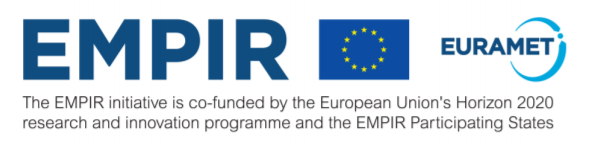 EMPIR
EURAMET
The EMPIR initiative is co-funded by the European Union's Horizon 2020
research and innovation programme and the EMPIR Participating States